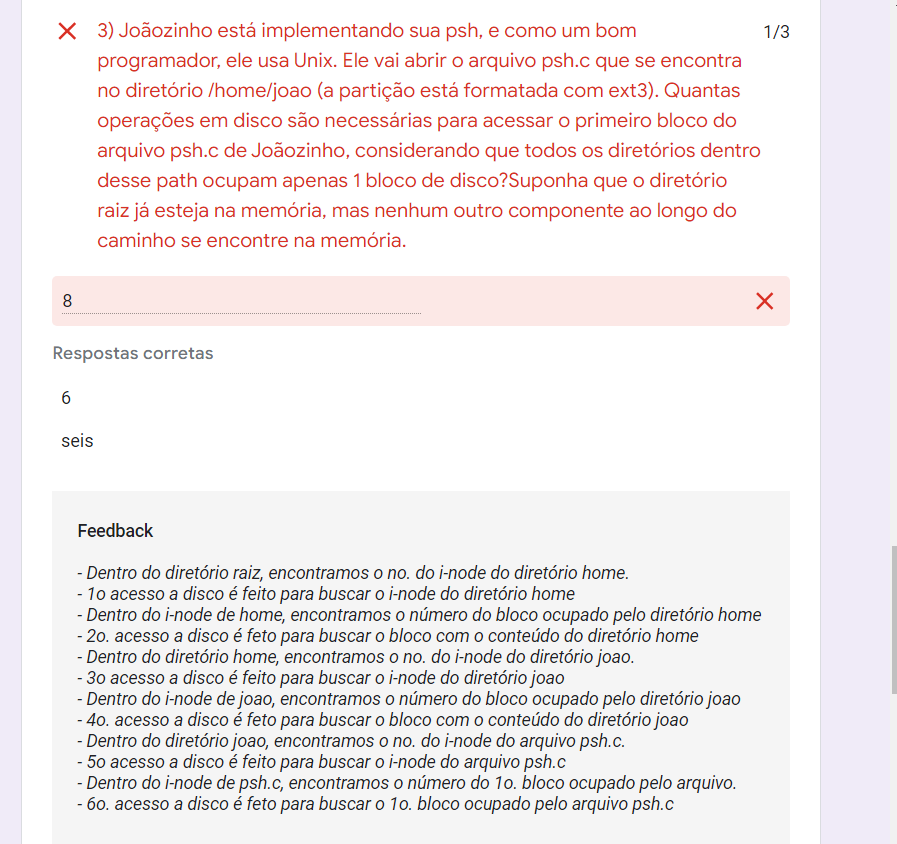 3) Joãozinho está implementando sua psh, e como um bom
1/3
programador, ele usa Unix. Ele vai abrir o arquivo psh.c que se encontra
no diretório /home/joao (a partição está formatada com ext3). Quantas
operações em disco são necessárias para acessar o primeiro bloco do
arquivo psh.c de Joãozinho, considerando que todos os diretórios dentro
desse path ocupam apenas 1 bloco de disco?Suponha que o diretório
raiz já esteja na memória, mas nenhum outro componente ao longo do
caminho se encontre na memória.
8
Respostas corretas
6
seis
Feedback
- Dentro do diretório raiz, encontramos o no. do i-node do diretório home.
- 1o acesso a disco é feito para buscar o i-node do diretório home
- Dentro do i-node de home, encontramos o número do bloco ocupado pelo diretório home
- 2o. acesso a disco é feto para buscar o bloco com o conteúdo do diretório home
- Dentro do diretório home, encontramos o no. do i-node do diretório joao.
- 3o acesso a disco é feito para buscar o i-node do diretório joao
- Dentro do i-node de joao, encontramos o número do bloco ocupado pelo diretório joao
- 4o. acesso a disco é feto para buscar o bloco com o conteúdo do diretório joao
- Dentro do diretório joao, encontramos o no. do i-node do arquivo psh.c.
- 5o acesso a disco é feito para buscar o i-node do arquivo psh.c
- Dentro do i-node de psh.c, encontramos o número do 1o. bloco ocupado pelo arquivo.
- 6o. acesso a disco é feto para buscar o 1o. bloco ocupado pelo arquivo psh.c